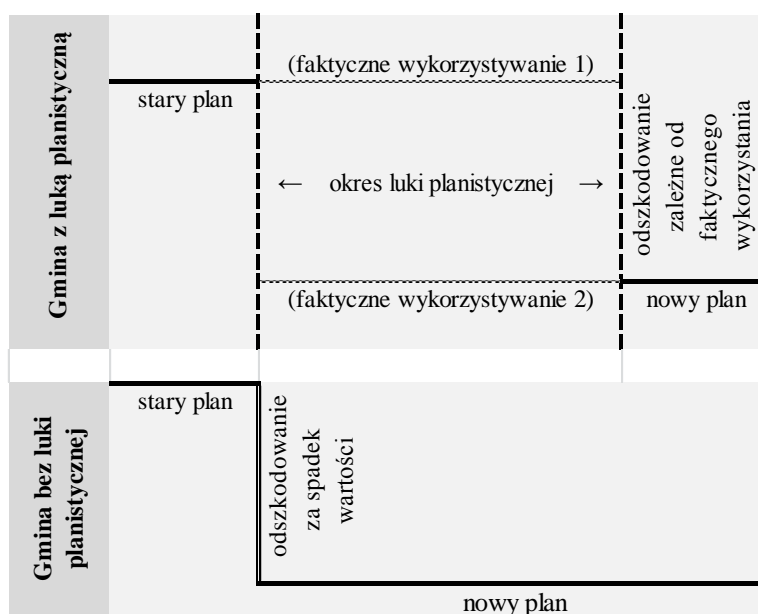 Gmina z luką planistyczną
(faktyczne wykorzystywanie 1)
stary plan
← okres luki planistycznej →
odszkodowanie
zależne od
faktycznego
wykorzystania
(faktyczne wykorzystywanie 2)
nowy plan
Gmina bez luki
planistycznej
stary plan
odszkodowanie
za spadek
wartości
nowy plan